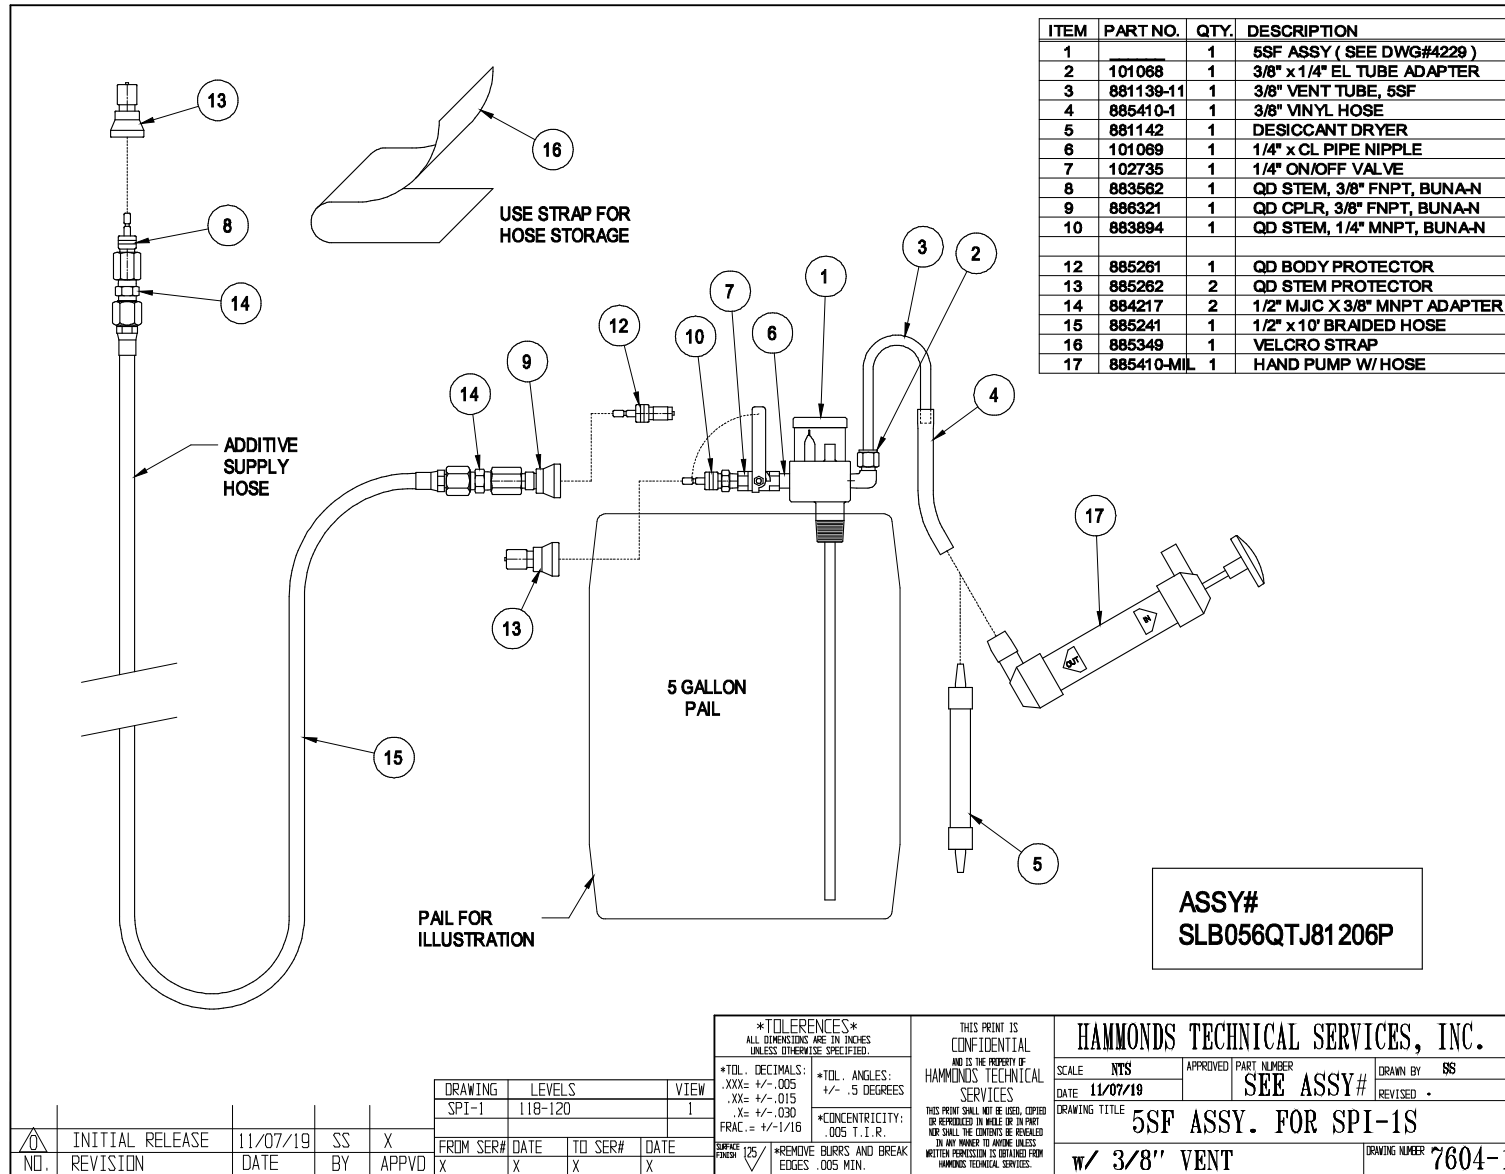 ITEM PART NO. QTY. DESCRIPTION
1 ______ 1 5SF ASSY ( SEE DWG#4229 )
2 101068 1 3/8" x 1/4" EL TUBE ADAPTER
3 881139-11 1 3/8" VENT TUBE, 5SF
4 885410-1 1 3/8" VINYL HOSE
5 881142 1 DESICCANT DRYER
6 101069 1 1/4" x CL PIPE NIPPLE
7 102735 1 1/4" ON/OFF VALVE
8 883562 1 QD STEM, 3/8" FNPT, BUNA-N
9 886321 1 QD CPLR, 3/8" FNPT, BUNA-N
10 883894 1 QD STEM, 1/4" MNPT, BUNA-N
12 885261 1 QD BODY PROTECTOR
13 885262 2 QD STEM PROTECTOR
14 884217 2 1/2" MJIC X 3/8" MNPT ADAPTER
15 885241 1 1/2" x 10' BRAIDED HOSE
16 885349 1 VELCRO STRAP
17 885410-MIL 1 HAND PUMP W/ HOSE
13
16
USE STRAP FOR
HOSE STORAGE
8
14
3
2
1
7
12
10
6
9
14
4
ADDITIVE
SUPPLY
HOSE
17
13
IN
OUT
5 GALLON
PAIL
15
5
PAIL FOR
ILLUSTRATION
ASSY#
SLB056QTJ81206P
*TOLERENCES*
ALL DIMENSIONS ARE IN INCHES
UNLESS OTHERWISE SPECIFIED.
*TOL. DECIMALS:
.XXX= +/-.005
.XX= +/-.015
.X= +/-.030
FRAC.= +/-1/16
*TOL. ANGLES:
+/- .5 DEGREES
*CONCENTRICITY:
.005 T.I.R.
SURFACE
FINISH
125
*REMOVE BURRS AND BREAK
EDGES .005 MIN.
THIS PRINT IS
CONFIDENTIAL
AND IS THE PROPERTY OF
HAMMONDS TECHNICAL
SERVICES
THIS PRINT SHALL NOT BE USED, COPIED
OR REPRODUCED IN WHOLE OR IN PART
NOR SHALL THE CONTENTS BE REVEALED
IN ANY MANNER TO ANYONE UNLESS
WRITTEN PERMISSION IS OBTAINED FROM
HAMMONDS TECHNICAL SERVICES.
HAMMONDS TECHNICAL SERVICES, INC.
SCALE NTS
APPROVED
PART NUMBER SEE ASSY#
DRAWN BY SS
DATE 11/07/19
REVISED .
DRAWING TITLE 5SF ASSY. FOR SPI-1S
w/ 3/8" VENT
DRAWING NUMBER 7604-
DRAWING LEVELS VIEW
SPI-1 118-120 1
FROM SER# DATE TO SER# DATE
X X X X
0 INITIAL RELEASE 11/07/19 SS X
NO. REVISION DATE BY APPVD